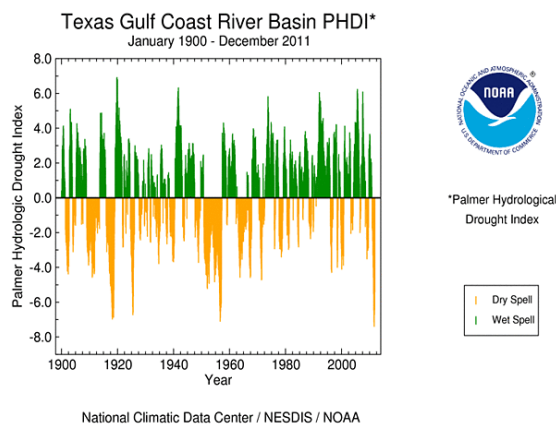 Texas Gulf Coast River Basin PHDI*
January 1900 - December 2011
8.0
6.0
4.0
2.0
0.0
-2.0
-4.0
-6.0
-8.0
Palmer Hydrologic Drought Index
1900 1920 1940 1960 1980 2000
Year
NATIONAL OCEANIC AND ATMOSPHERIC ADMINISTRATION
NOAA
U.S. DEPARTMENT OF COMMERCE
*Palmer Hydrological
Drought Index
Dry Spell
Wet Spell
National Climatic Data Center / NESDIS / NOAA